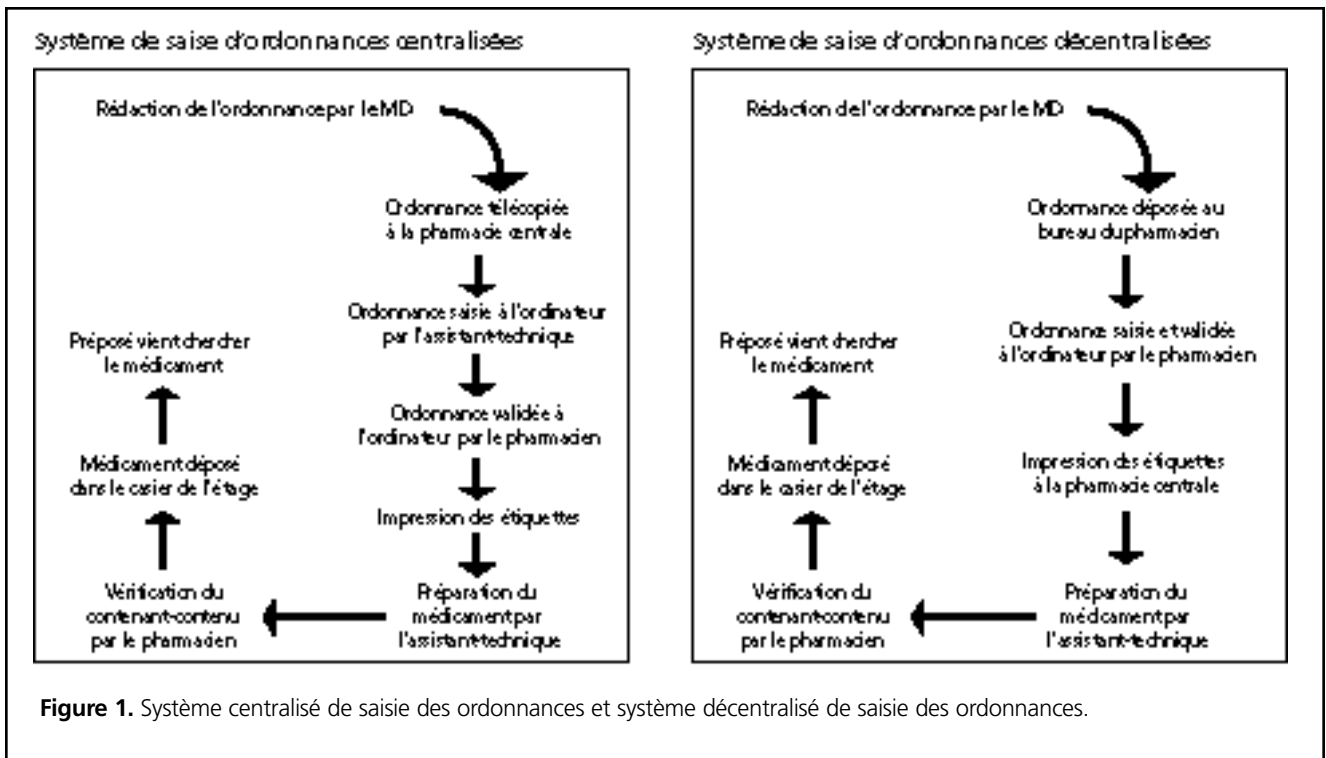 Système de saise d'ordonnances centralisées
Rédaction de l'ordonnance par le MD
Ordonnance télécopiée
à la pharmacie centrale
Ordonnance saisie à l'ordinateur
par l'assistant-technique
Ordonnance validée à
l'ordinateur par le pharmacien
Impression des étiquettes
Préparation du
médicament par
l'assistant-technique
Vérification du
contenant-contenu
par le pharmacien
Médicament déposé
dans le casier de l'étage
Préposé vient chercher
le médicament
Système de saise d'ordonnances décentralisées
Rédaction de l'ordonnance par le MD
Ordonnance déposée au
bureau du pharmacien
Ordonnance saisie et validée
à l'ordinateur par le pharmacien
Impression des étiquettes
à la pharmacie centrale
Préparation du
médicament par
l'assistant-technique
Vérification du
contenant-contenu
par le pharmacien
Médicament déposé
dans le casier de l'étage
Préposé vient chercher
le médicament
Figure 1. Système centralisé de saisie des ordonnances et système décentralisé de saisie des ordonnances.